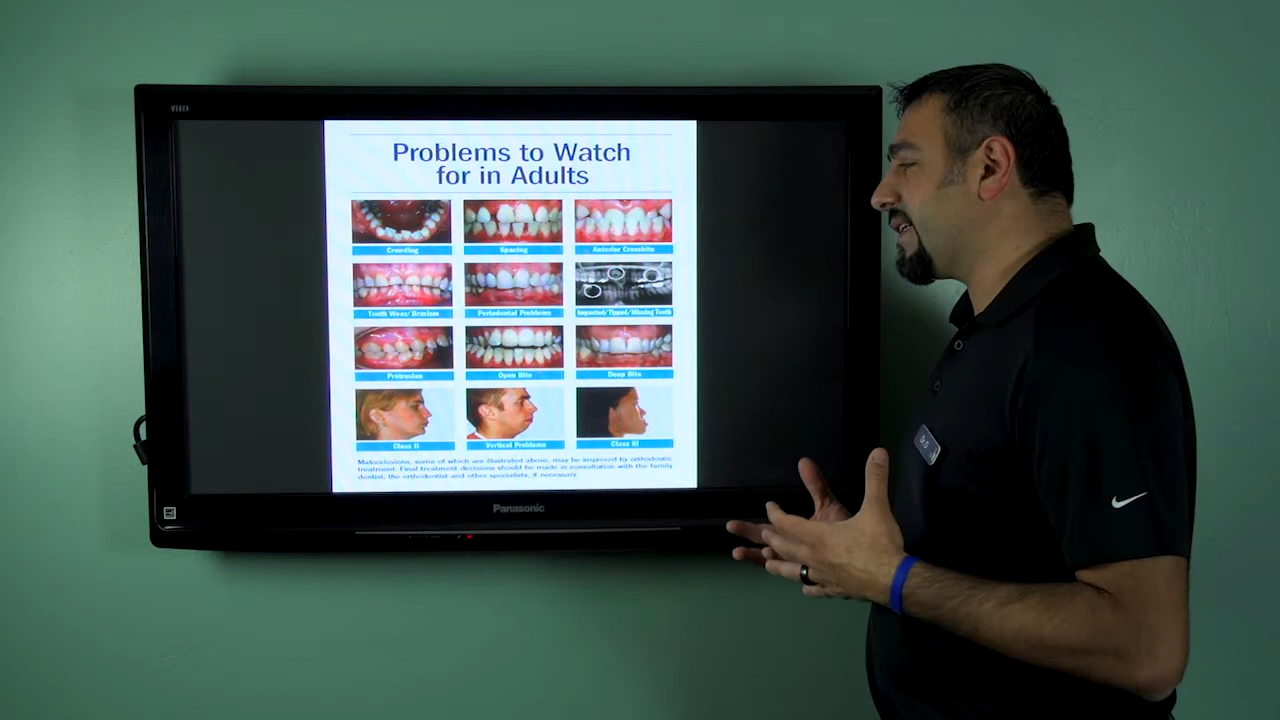 VIERA
Problems to Watch
for in Adults
Crowding
Spacing
Anterior Crossbite
Tooth Wear/Bruxism
Periodontal Problems
Impacted/Tipped/Missing Teeth
Protrusion
Open Bite
Deep Bite
Class II
Vertical Problems
Class III
Malocclusions, some of which are illustrated above, may be improved by orthodontic
treatment. Final treatment decisions should be made in consultation with the family
dentist, the orthodontist and other specialists, if necessary.
Panasonic